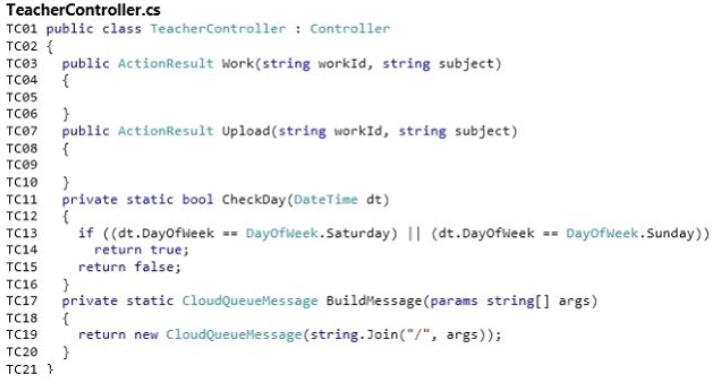 TeacherController.cs
TC01 public class TeacherController : Controller
TC02 {
TC03   public ActionResult Work(string workId, string subject)
TC04   {
TC05
TC06   }
TC07   public ActionResult Upload(string workId, string subject)
TC08   {
TC09
TC10   }
TC11   private static bool CheckDay(DateTime dt)
TC12   {
TC13     if ((dt.DayOfWeek == DayOfWeek.Saturday) || (dt.DayOfWeek == DayOfWeek.Sunday))
TC14       return true;
TC15     return false;
TC16   }
TC17   private static CloudQueueMessage BuildMessage(params string[] args)
TC18   {
TC19     return new CloudQueueMessage(string.Join("/", args));
TC20   }
TC21 }